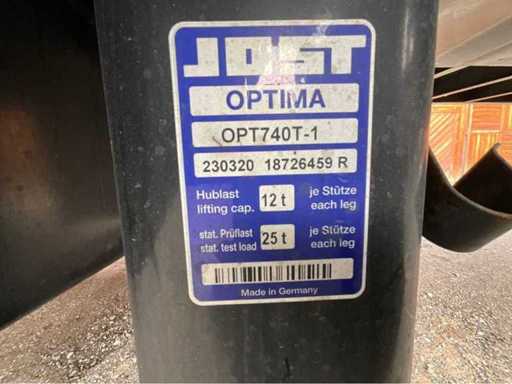 JOST
OPTIMA
OPT740T-1
230320 18726459 R
Hublast 12 t je Stütze
lifting cap. each leg
stat. Prüflast 25 t je Stütze
stat. test load each leg
Made in Germany